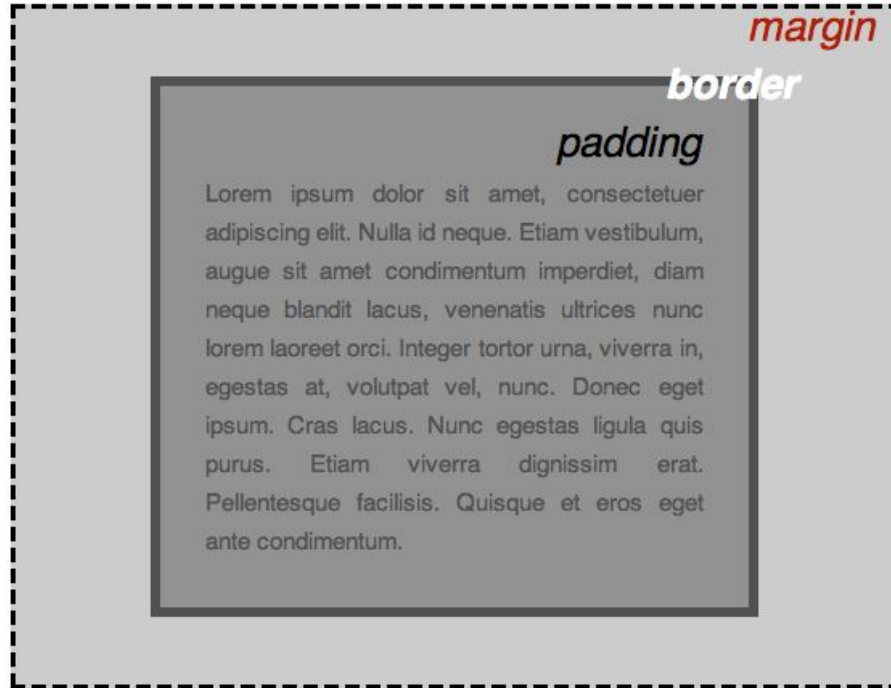 margin
border
padding
Lorem ipsum dolor sit amet, consectetuer
adipiscing elit. Nulla id neque. Etiam vestibulum,
augue sit amet condimentum imperdiet, diam
neque blandit lacus, venenatis ultrices nunc
lorem laoreet orci. Integer tortor urna, viverra in,
egestas at, volutpat vel, nunc. Donec eget
ipsum. Cras lacus. Nunc egestas ligula quis
purus. Etiam viverra dignissim erat.
Pellentesque facilisis. Quisque et eros eget
ante condimentum.